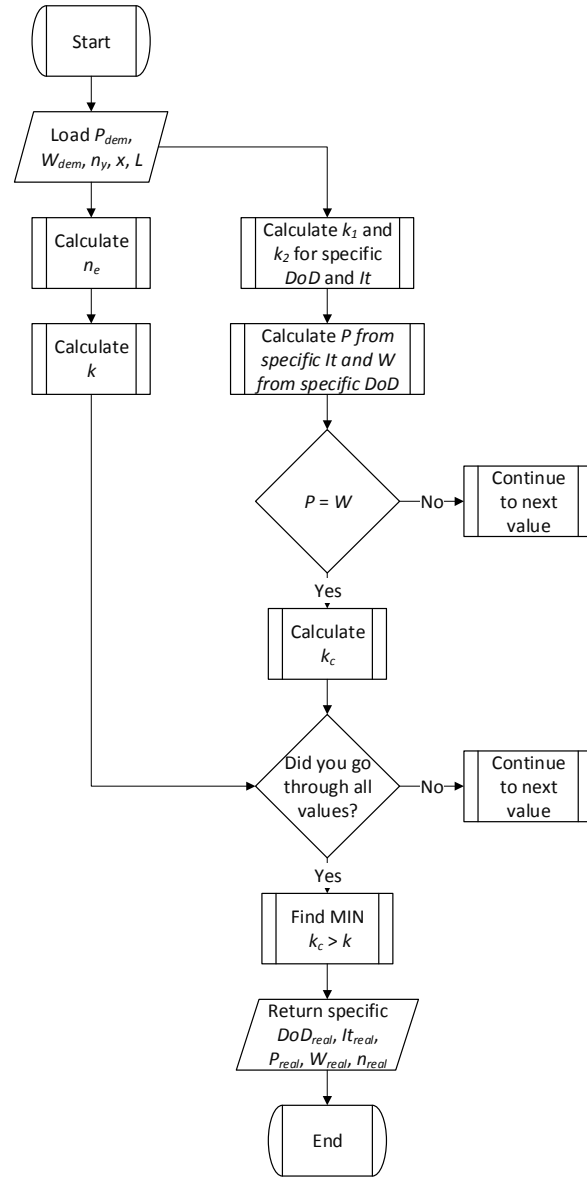 Start
Load P_dem,
W_dem, n_y, x, L
Calculate
n_e
Calculate k_1 and
k_2 for specific
DoD and It
Calculate
k
Calculate P from
specific It and W
from specific DoD
P = W
No
Continue
to next
value
Yes
Calculate
k_c
Did you go
through all
values?
No
Continue
to next
value
Yes
Find MIN
k_c > k
Return specific
DoD_real, It_real,
P_real, W_real, n_real
End